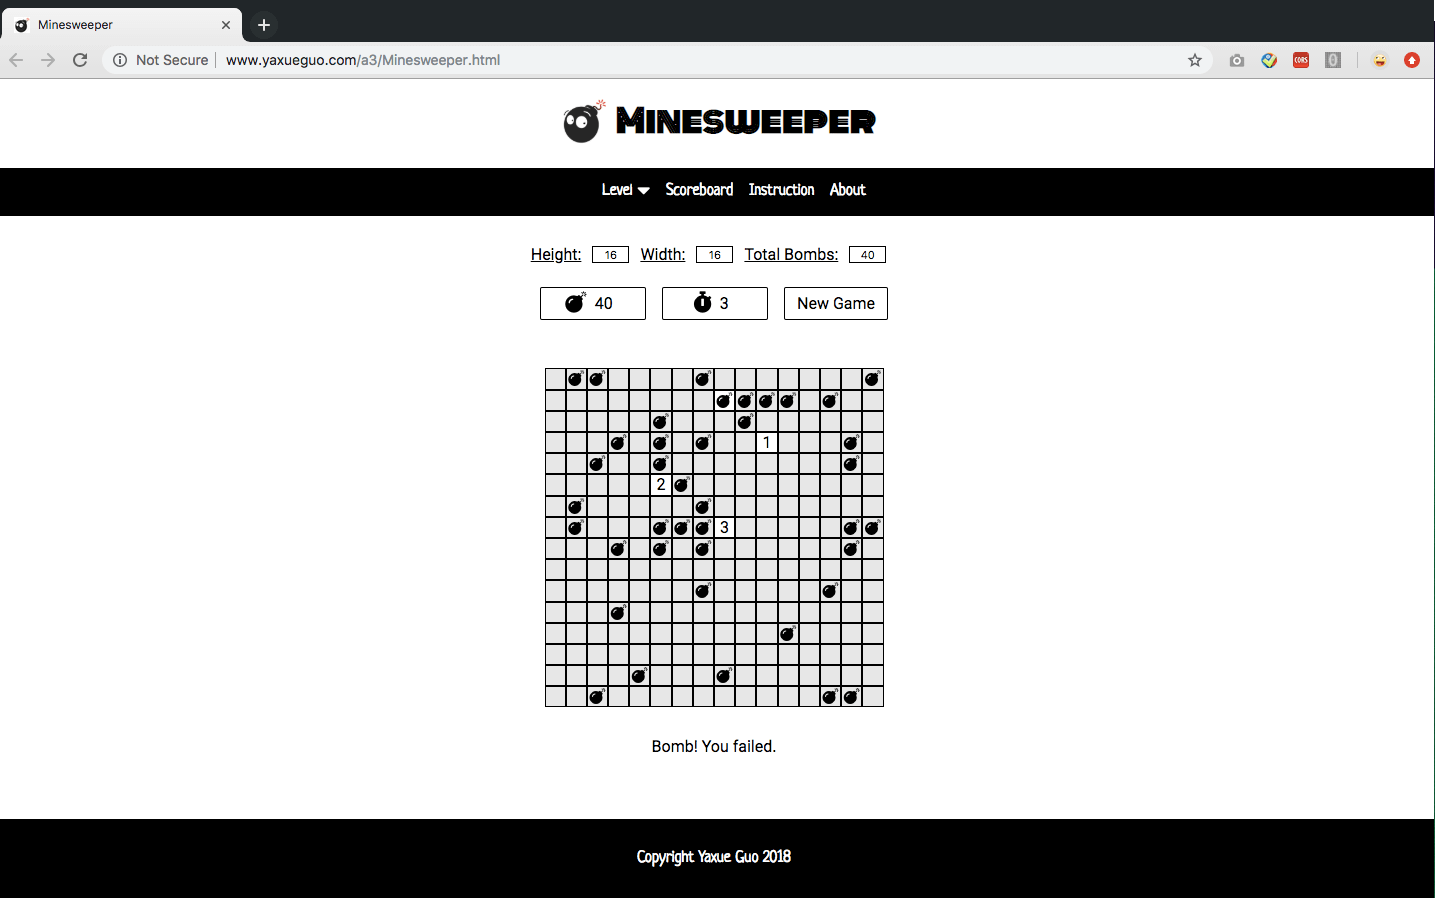 Minesweeper
Not Secure www.yaxueguo.com/a3/Minesweeper.html
CORS
MINESWEEPER
Level Scoreboard Instruction About
Height: 16 Width: 16 Total Bombs: 40
40 3 New Game
1
2
3
Bomb! You failed.
Copyright Yaxue Guo 2018